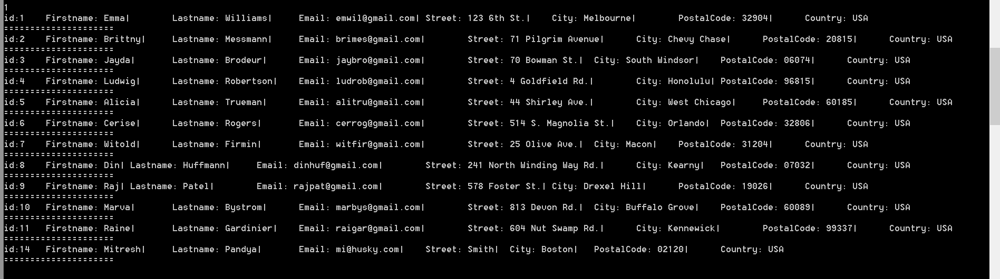 1
id:1    Firstname: Emma|        Lastname: Williams|     Email: emwil@gmail.com| Street: 123 6th St.|    City: Melbourne|        PostalCode: 32904|      Country: USA
---------------------
id:2    Firstname: Brittny|     Lastname: Messmann|     Email: brimes@gmail.com|        Street: 71 Pilgrim Avenue|      City: Chevy Chase|      PostalCode: 20815|      Country: USA
---------------------
id:3    Firstname: Jayda|       Lastname: Brodeur|      Email: jaybro@gmail.com|        Street: 70 Bowman St.|  City: South Windsor|    PostalCode: 06074|      Country: USA
---------------------
id:4    Firstname: Ludwig|      Lastname: Robertson|    Email: ludrob@gmail.com|        Street: 4 Goldfield Rd.|        City: Honolulu| PostalCode: 96815|      Country: USA
---------------------
id:5    Firstname: Alicia|      Lastname: Trueman|      Email: alitru@gmail.com|        Street: 44 Shirley Ave.|        City: West Chicago|     PostalCode: 60185|      Country: USA
---------------------
id:6    Firstname: Cerise|      Lastname: Rogers|       Email: cerrog@gmail.com|        Street: 514 S. Magnolia St.|    City: Orlando|  PostalCode: 32806|      Country: USA
---------------------
id:7    Firstname: Witold|      Lastname: Firmin|       Email: witfir@gmail.com|        Street: 25 Olive Ave.|  City: Macon|    PostalCode: 31204|      Country: USA
---------------------
id:8    Firstname: Din| Lastname: Huffmann|     Email: dinhuf@gmail.com|        Street: 241 North Winding Way Rd.|      City: Kearny|   PostalCode: 07032|      Country: USA
---------------------
id:9    Firstname: Raj| Lastname: Patel|        Email: rajpat@gmail.com|        Street: 578 Foster St.| City: Drexel Hill|      PostalCode: 19026|      Country: USA
---------------------
id:10   Firstname: Marva|       Lastname: Bystrom|      Email: marbys@gmail.com|        Street: 813 Devon Rd.|  City: Buffalo Grove|    PostalCode: 60089|      Country: USA
---------------------
id:11   Firstname: Raine|       Lastname: Gardinier|    Email: raigar@gmail.com|        Street: 604 Nut Swamp Rd.|      City: Kennewick|        PostalCode: 99337|      Country: USA
---------------------
id:14   Firstname: Mitresh|     Lastname: Pandya|       Email: mi@husky.com|    Street: Smith|  City: Boston|   PostalCode: 02120|      Country: USA
---------------------